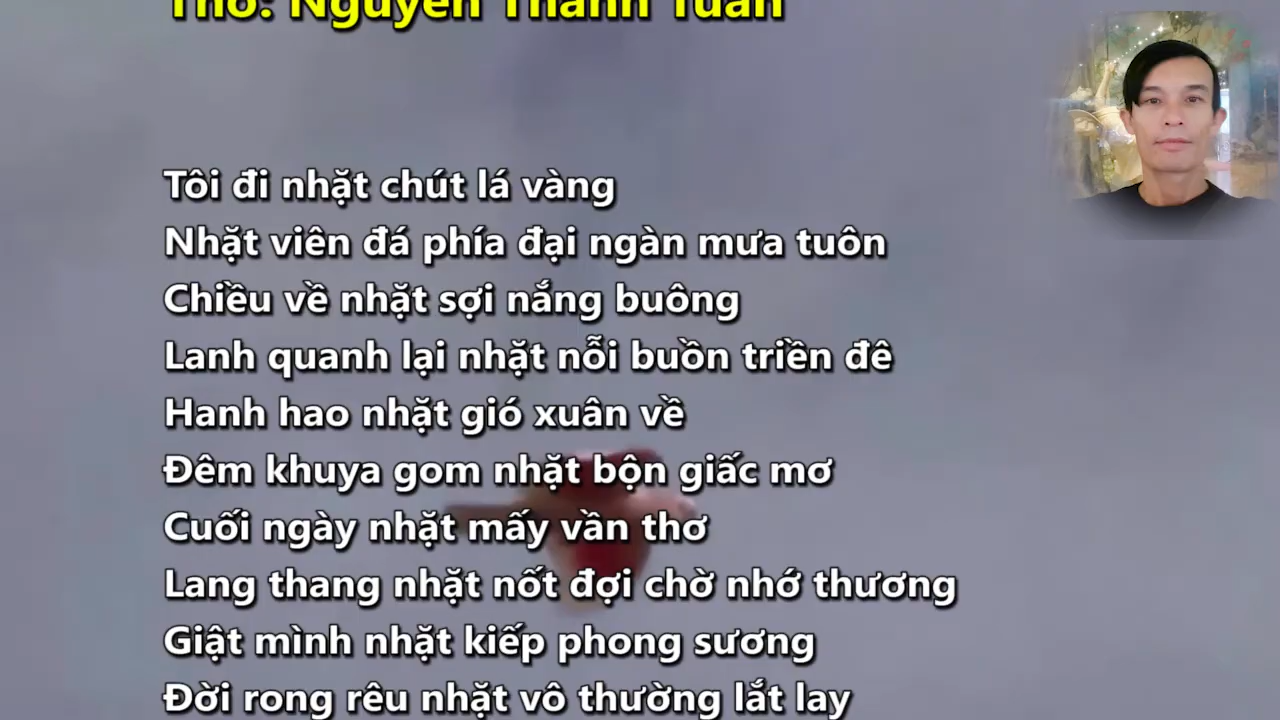 Thơ: Nguyễn Thanh Tuấn
Tôi đi nhặt chút lá vàng
Nhặt viên đá phía đại ngàn mưa tuôn
Chiều về nhặt sợi nắng buông
Lanh quanh lại nhặt nỗi buồn triền đê
Hanh hao nhặt gió xuân về
Đêm khuya gom nhặt bộn giấc mơ
Cuối ngày nhặt mấy vần thơ
Lang thang nhặt nốt đợi chờ nhớ thương
Giật mình nhặt kiếp phong sương
Đời rong rêu nhặt vô thường lắt lay